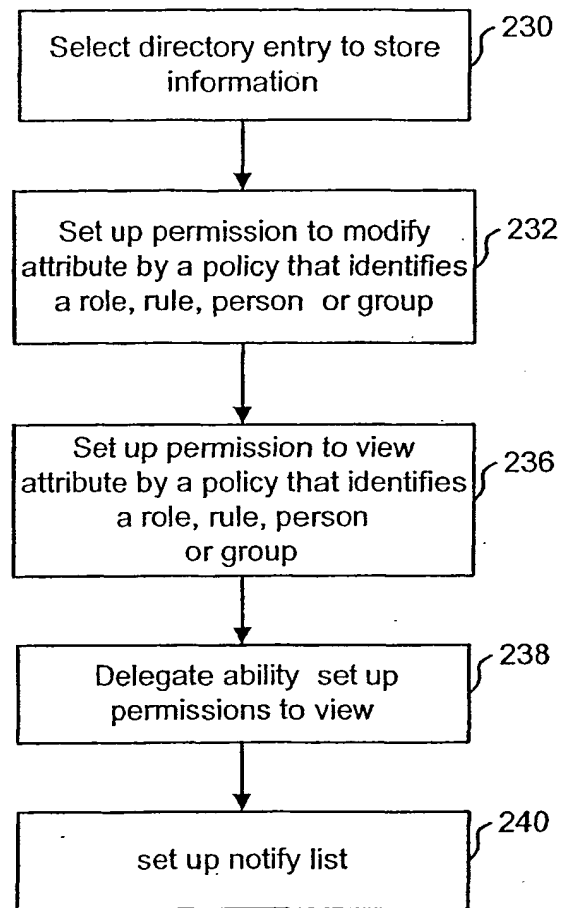 230
Select directory entry to store
information
232
Set up permission to modify
attribute by a policy that identifies
a role, rule, person or group
236
Set up permission to view
attribute by a policy that identifies
a role, rule, person
or group
238
Delegate ability set up
permissions to view
240
set up notify list